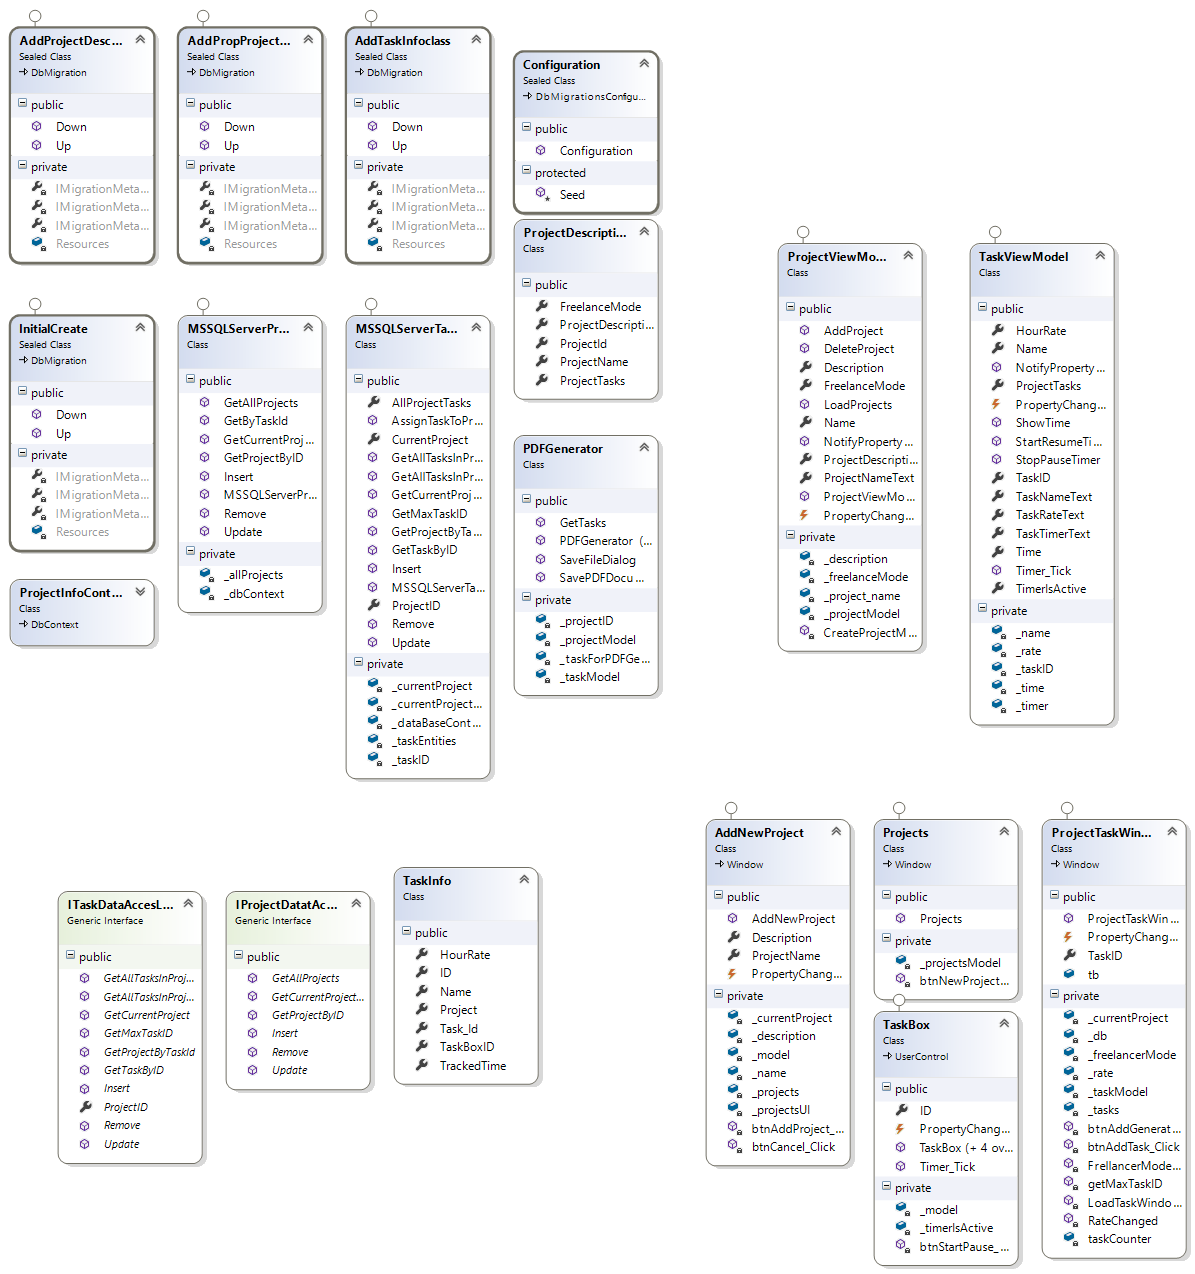 AddProjectDesc...
Sealed Class
DbMigration
public
Down
Up
private
IMigrationMeta...
IMigrationMeta...
IMigrationMeta...
Resources
AddPropProject...
Sealed Class
DbMigration
public
Down
Up
private
IMigrationMeta...
IMigrationMeta...
IMigrationMeta...
Resources
AddTaskInfoclass
Sealed Class
DbMigration
public
Down
Up
private
IMigrationMeta...
IMigrationMeta...
IMigrationMeta...
Resources
Configuration
Sealed Class
DbMigrationsConfigu...
public
Configuration
protected
Seed
ProjectDescripti...
Class
public
FreelanceMode
ProjectDescripti...
ProjectId
ProjectName
ProjectTasks
ProjectViewMo...
Class
public
AddProject
DeleteProject
Description
FreelanceMode
LoadProjects
Name
NotifyProperty...
ProjectDescripti...
ProjectNameText
ProjectViewMo...
PropertyChang...
private
_description
_freelanceMode
_project_name
_projectModel
CreateProjectM...
TaskViewModel
Class
public
HourRate
Name
NotifyProperty...
ProjectTasks
PropertyChang...
ShowTime
StartResumeTi...
StopPauseTimer
TaskID
TaskNameText
TaskRateText
TaskTimerText
Time
Timer_Tick
TimerIsActive
private
_name
_rate
_taskID
_time
_timer
InitialCreate
Sealed Class
DbMigration
public
Down
Up
private
IMigrationMeta...
IMigrationMeta...
IMigrationMeta...
Resources
MSSQLServerPr...
Class
public
GetAllProjects
GetByTaskId
GetCurrentProj...
GetProjectByID
Insert
MSSQLServerPr...
Remove
Update
private
_allProjects
_dbContext
MSSQLServerTa...
Class
public
AllProjectTasks
AssignTaskToPr...
CurrentProject
GetAllTasksInPr...
GetAllTasksInPr...
GetCurrentProj...
GetMaxTaskID
GetProjectByTa...
GetTaskByID
Insert
MSSQLServerTa...
ProjectID
Remove
Update
private
_currentProject
_currentProject...
_dataBaseCont...
_taskEntities
_taskID
PDFGenerator
Class
public
GetTasks
PDFGenerator (...
SaveFileDialog
SavePDFDocu...
private
_projectID
_projectModel
_taskForPDFGe...
_taskModel
ProjectInfoCont...
Class
DbContext
ITaskDataAccesL...
Generic Interface
public
GetAllTasksInProj...
GetAllTasksInProj...
GetCurrentProject
GetMaxTaskID
GetProjectByTaskId
GetTaskByID
Insert
ProjectID
Remove
Update
IProjectDatatAc...
Generic Interface
public
GetAllProjects
GetCurrentProject...
GetProjectByID
Insert
Remove
Update
TaskInfo
Class
public
HourRate
ID
Name
Project
Task_Id
TaskBoxID
TrackedTime
AddNewProject
Class
Window
public
AddNewProject
Description
ProjectName
PropertyChang...
private
_currentProject
_description
_model
_name
_projects
_projectsUI
btnAddProject_...
btnCancel_Click
Projects
Class
Window
public
Projects
private
_projectsModel
btnNewProject...
TaskBox
Class
UserControl
public
ID
PropertyChang...
TaskBox (+ 4 ov...
Timer_Tick
private
_model
_timerIsActive
btnStartPause_...
ProjectTaskWin...
Class
Window
public
ProjectTaskWin...
PropertyChang...
TaskID
tb
private
_currentProject
_db
_freelancerMode
_rate
_taskModel
_tasks
btnAddGenerat...
btnAddTask_Click
FrellancerMode...
getMaxTaskID
LoadTaskWindo...
RateChanged
taskCounter